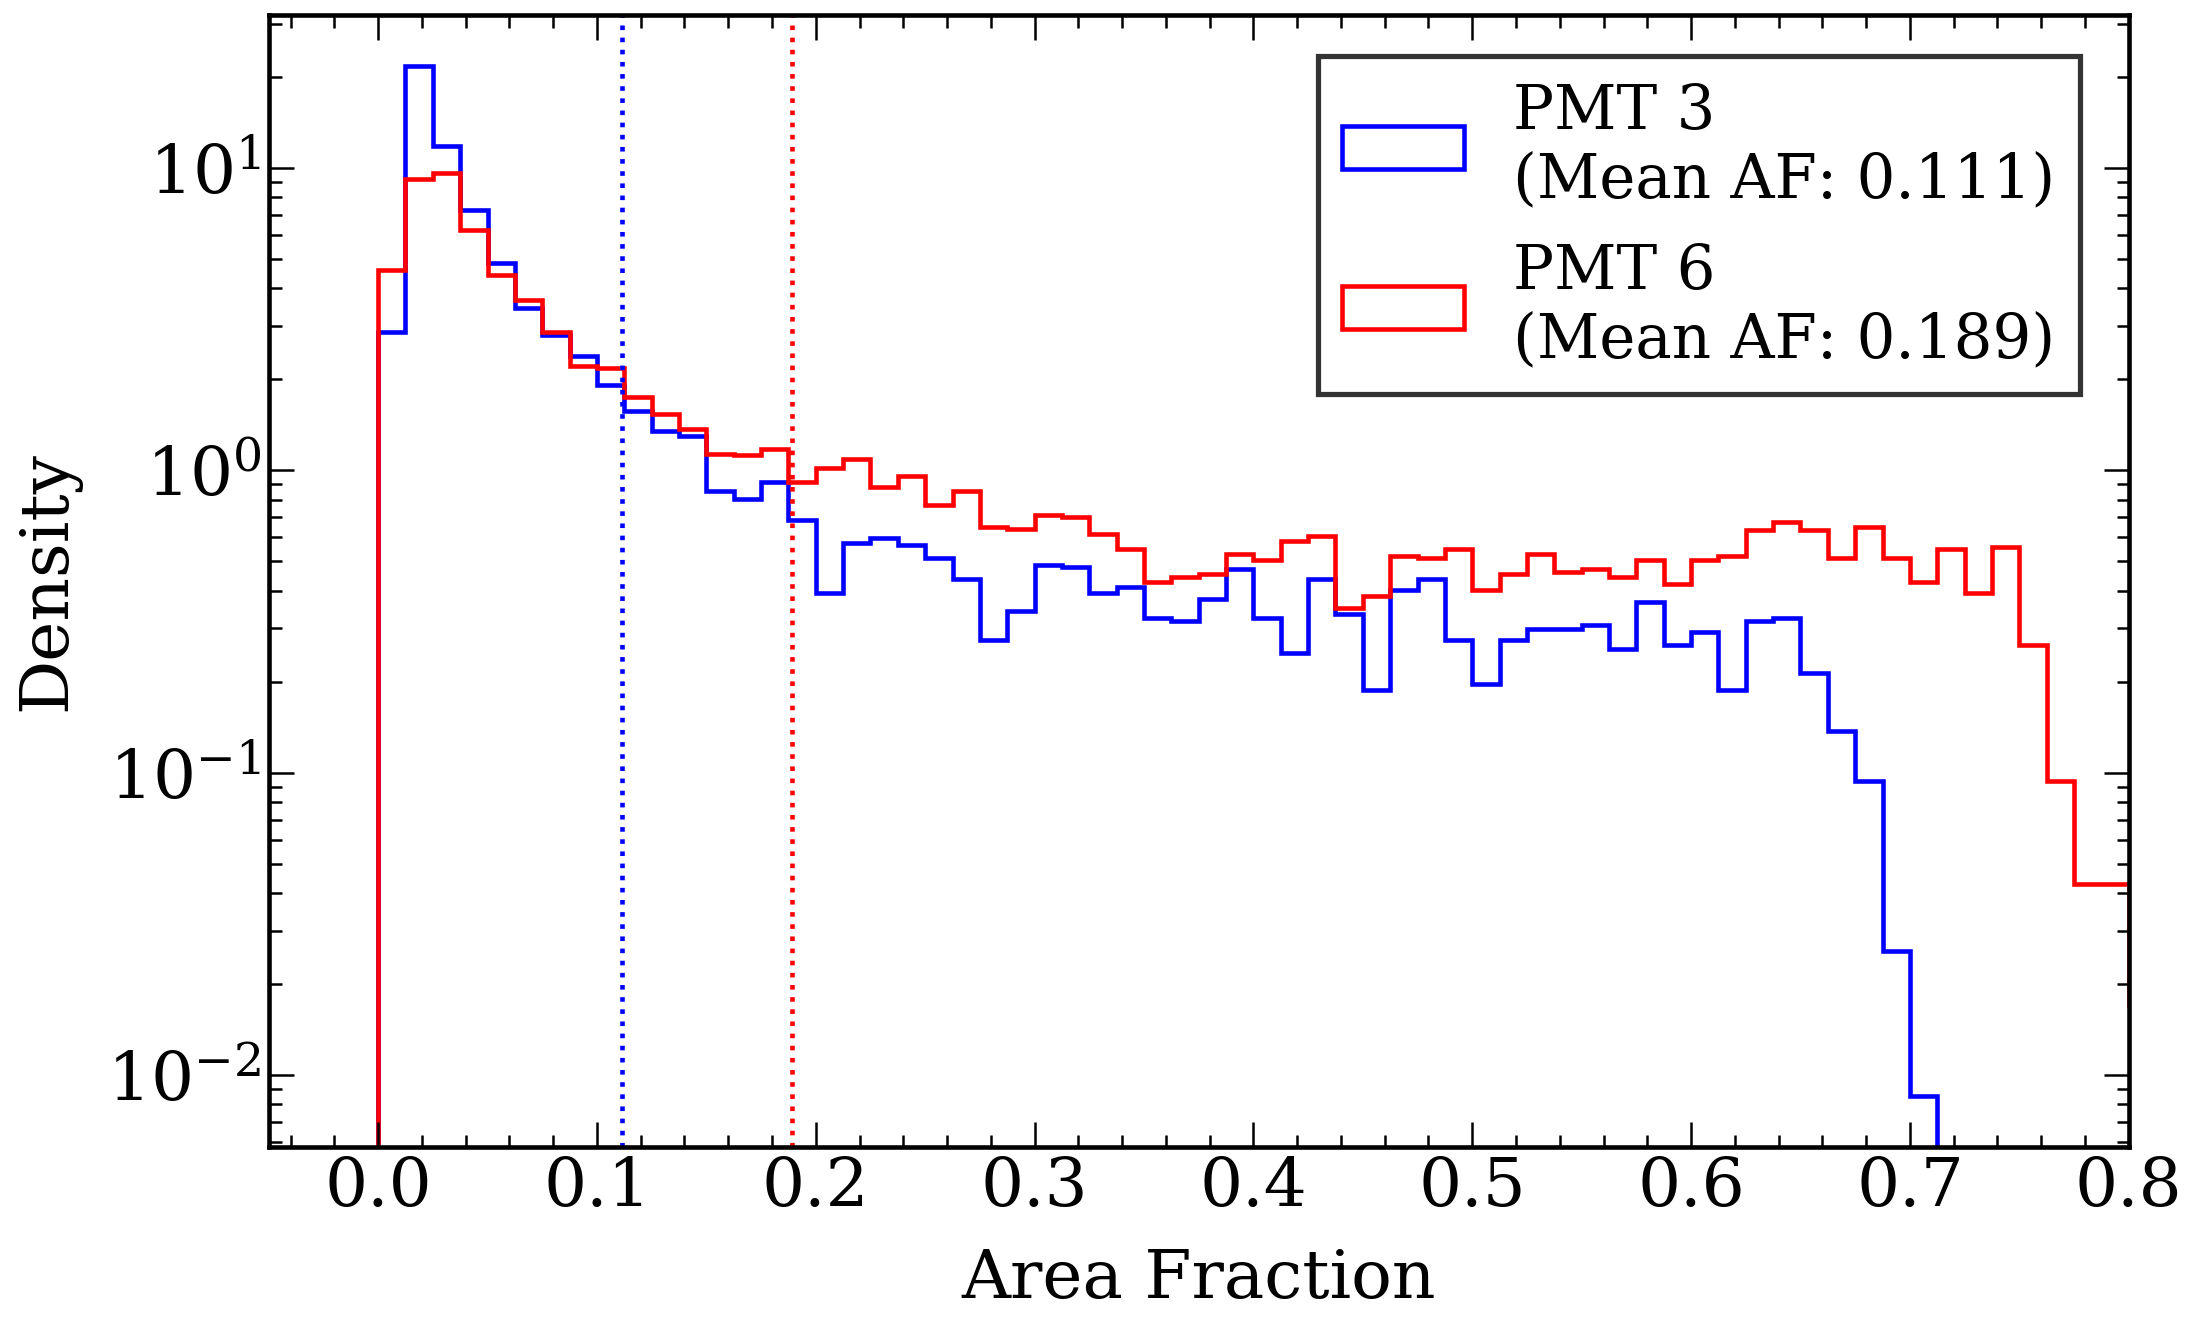 PMT 3
(Mean AF: 0.111)
PMT 6
(Mean AF: 0.189)
10¹
10⁰
10⁻¹
10⁻²
Density
0.0 0.1 0.2 0.3 0.4 0.5 0.6 0.7 0.8
Area Fraction